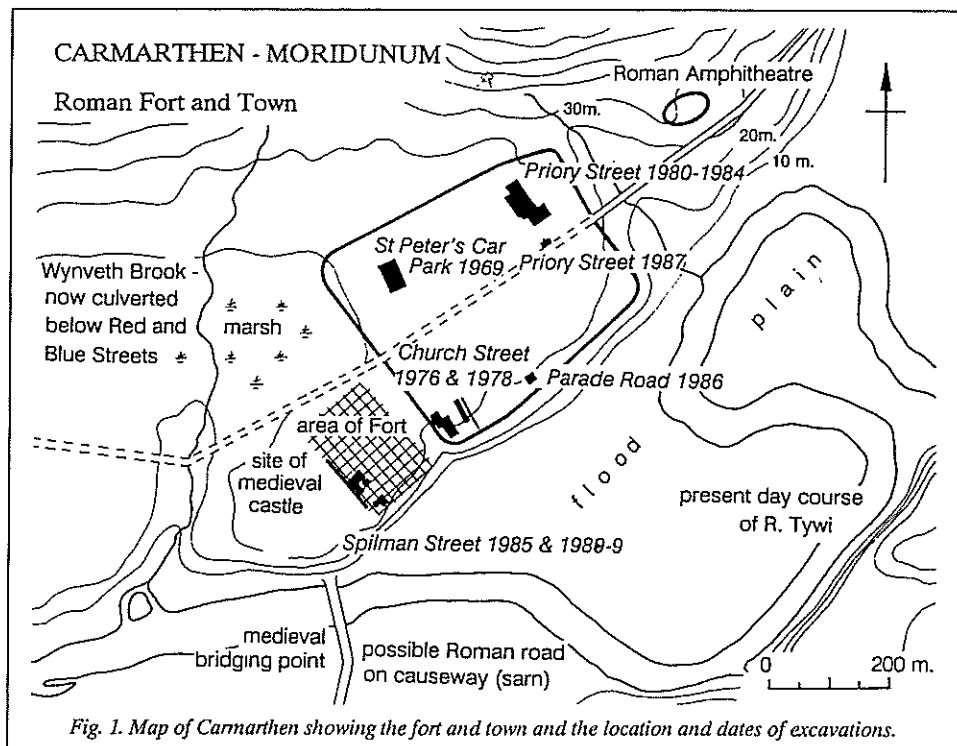 CARMARTHEN - MORIDUNUM
Roman Fort and Town
Roman Amphitheatre
30m.
20m.
10 m.
Priory Street 1980-1984
St Peter's Car
Park 1969
Priory Street 1987
Wynveth Brook -
now culverted
below Red and
Blue Streets
marsh
plain
Church Street
1976 & 1978
Parade Road 1986
area of Fort
site of
medieval
castle
flood
present day course
of R. Tywi
Spilman Street 1985 & 1988-9
medieval
bridging point
possible Roman road
on causeway (sarn)
0 200 m.
Fig. 1. Map of Carmarthen showing the fort and town and the location and dates of excavations.